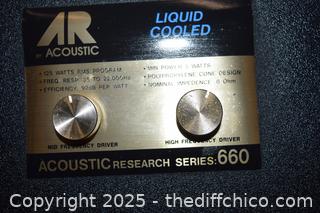 AR
BY ACOUSTIC
LIQUID
COOLED
• 125 WATTS RMS PROGRAM
• FREQ. RESP. 35 TO 22,000Hz
• EFFICIENCY 92dB PER WATT
• MIN POWER 5 WATTS
• POLYPROPYLENE CONE DESIGN
• NOMINAL IMPEDENCE 8 Ohm
MID FREQUENCY DRIVER
HIGH FREQUENCY DRIVER
ACOUSTIC RESEARCH SERIES:660
Copyright 2025 - thediffchico.com